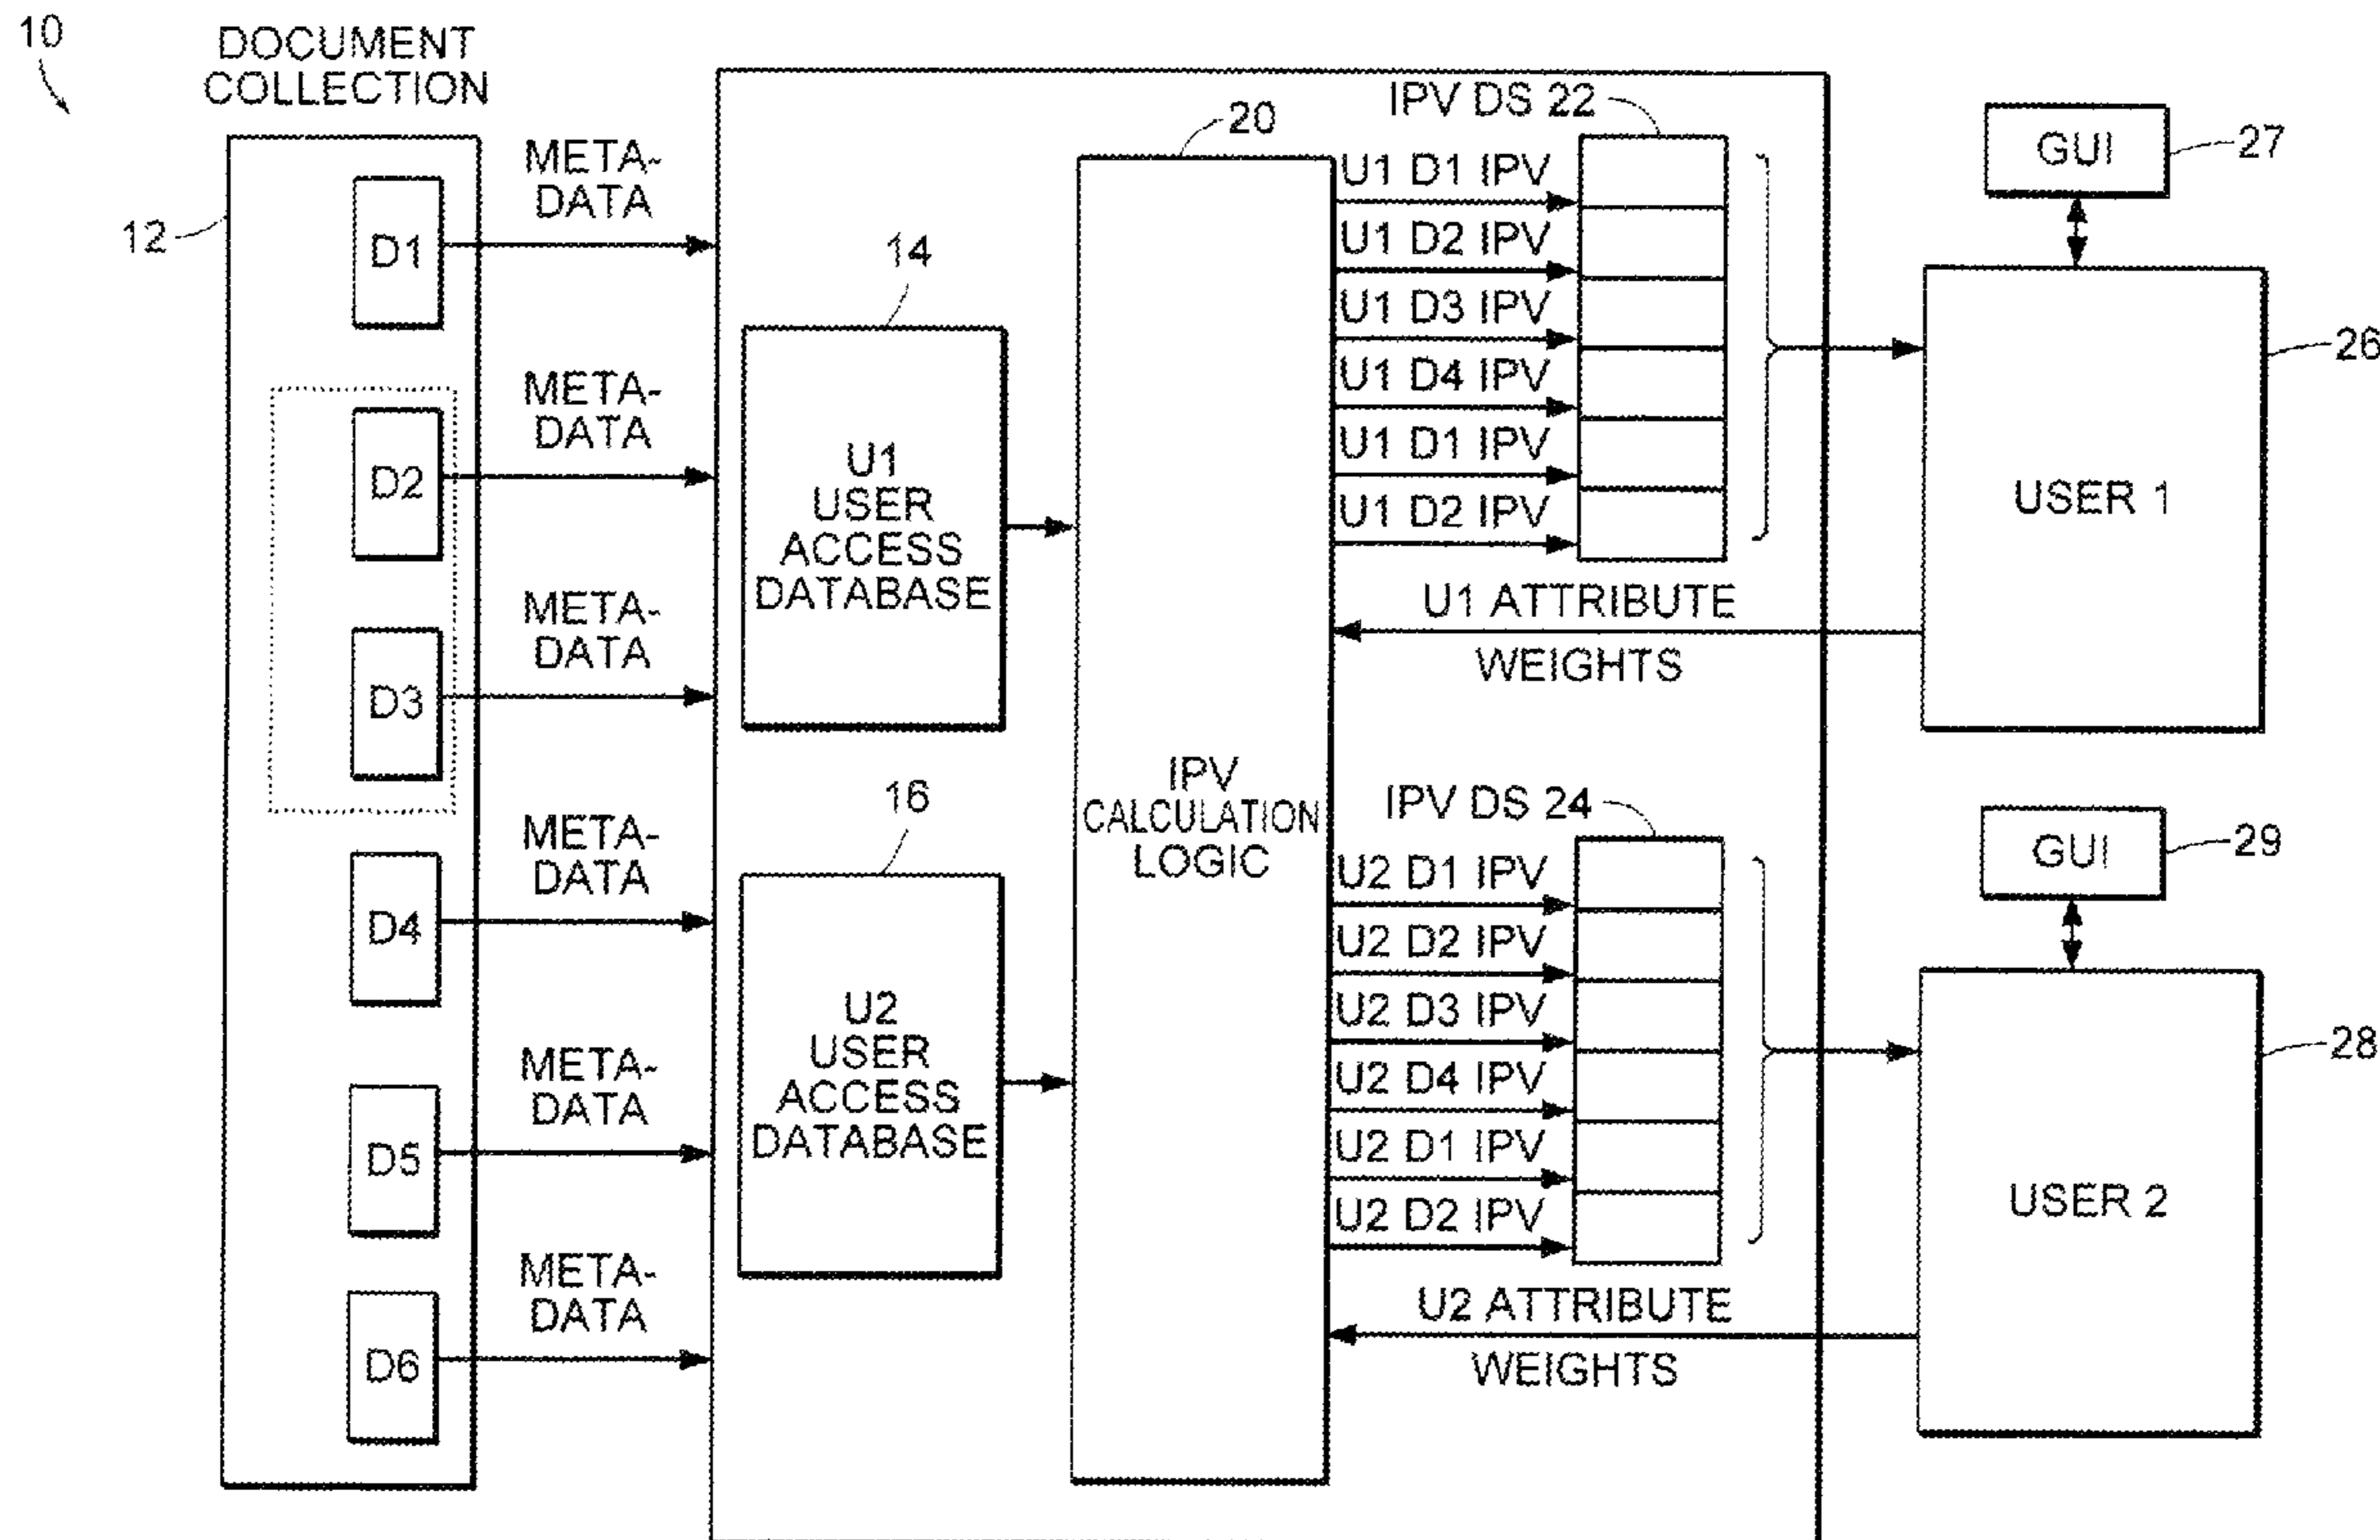 10
DOCUMENT
COLLECTION
12
D1
D2
D3
D4
D5
D6
META-
DATA
META-
DATA
META-
DATA
META-
DATA
META-
DATA
META-
DATA
14
U1
USER
ACCESS
DATABASE
16
U2
USER
ACCESS
DATABASE
20
IPV
CALCULATION
LOGIC
IPV DS 22
U1 D1 IPV
U1 D2 IPV
U1 D3 IPV
U1 D4 IPV
U1 D1 IPV
U1 D2 IPV
U1 ATTRIBUTE
WEIGHTS
IPV DS 24
U2 D1 IPV
U2 D2 IPV
U2 D3 IPV
U2 D4 IPV
U2 D1 IPV
U2 D2 IPV
U2 ATTRIBUTE
WEIGHTS
GUI
27
USER 1
26
GUI
29
USER 2
28